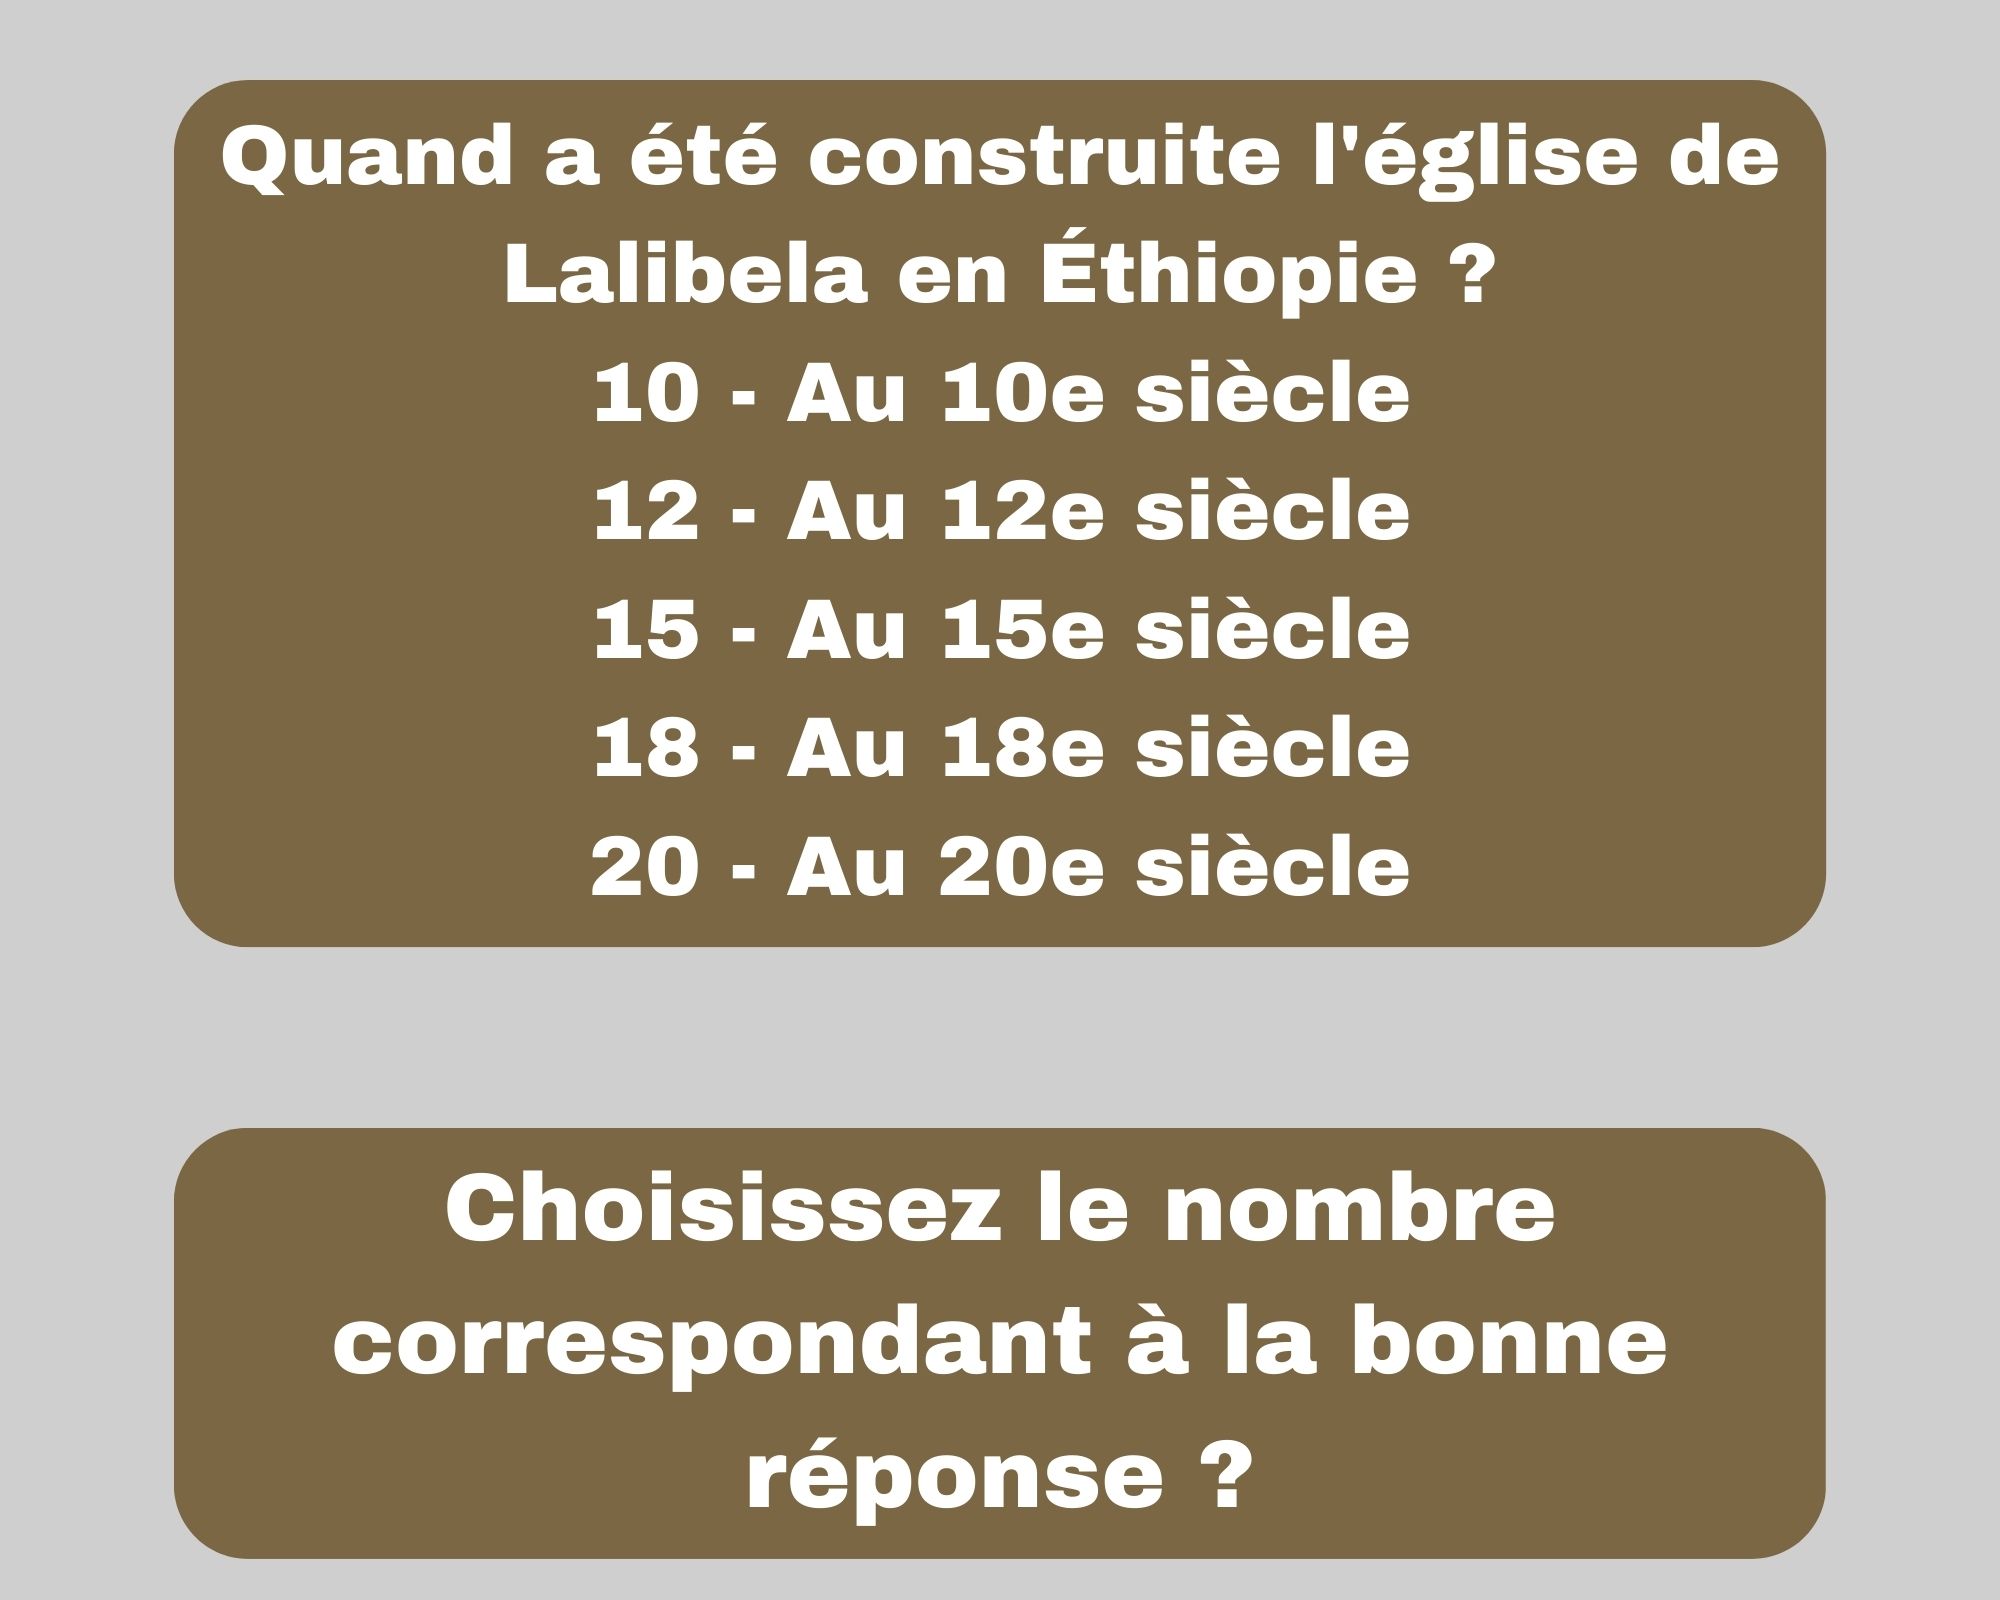 Quand a été construite l'église de
Lalibela en Éthiopie ?
10 - Au 10e siècle
12 - Au 12e siècle
15 - Au 15e siècle
18 - Au 18e siècle
20 - Au 20e siècle
Choisissez le nombre
correspondant à la bonne
réponse ?